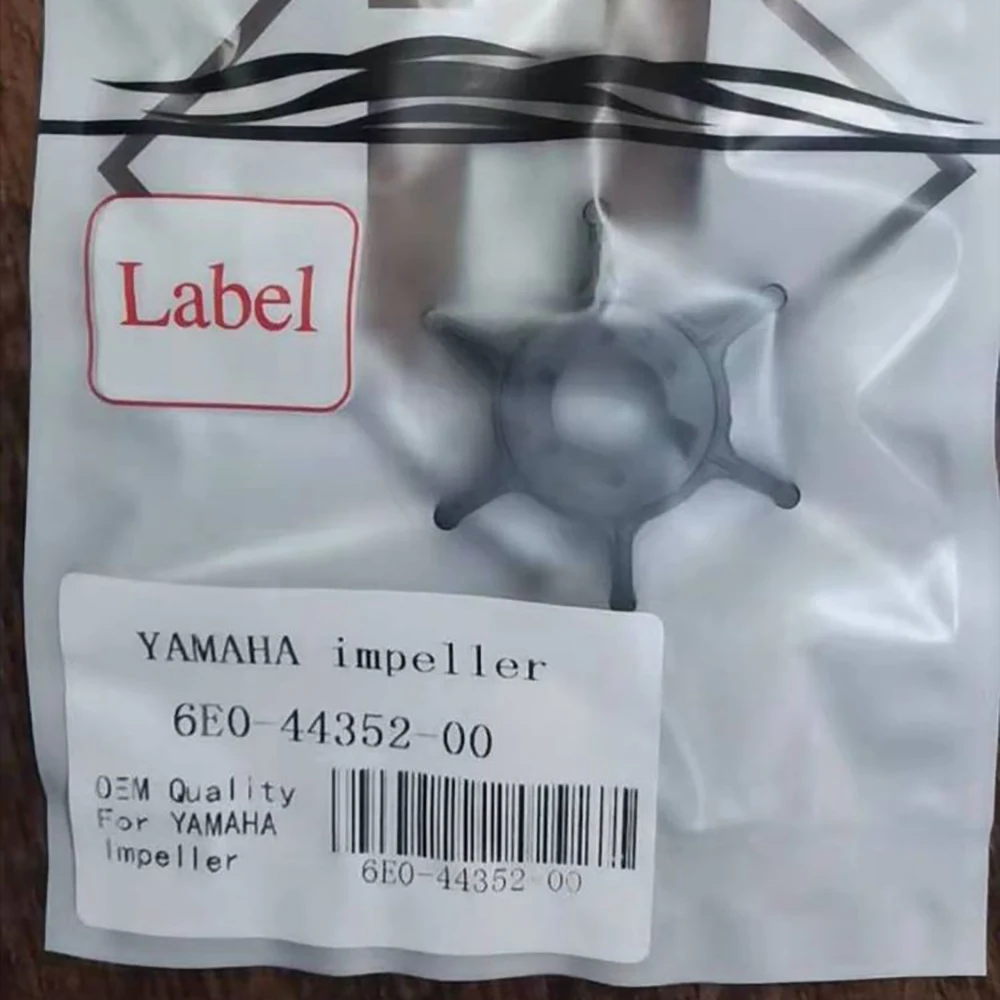 Label
YAMAHA impeller
6E0-44352-00
OEM Quality
For YAMAHA
Impeller
6E0-44352-00